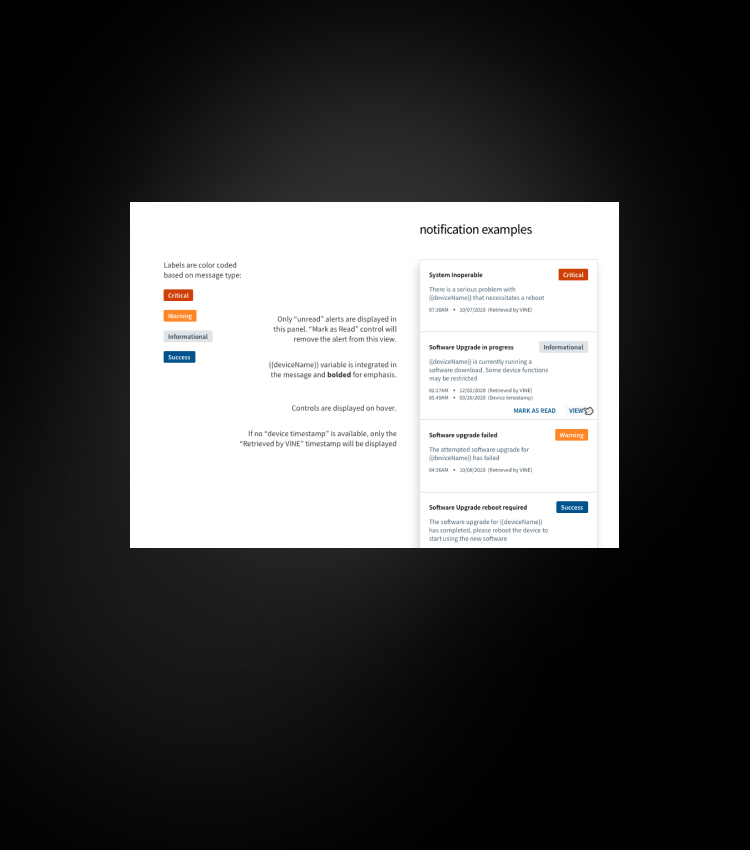 notification examples
Labels are color coded
based on message type:
Critical
Warning
Informational
Success
Only “unread” alerts are displayed in
this panel. “Mark as Read” control will
remove the alert from this view.
{{deviceName}} variable is integrated in
the message and bolded for emphasis.
Controls are displayed on hover.
If no “device timestamp” is available, only the
“Retrieved by VINE” timestamp will be displayed
System Inoperable
Critical
There is a serious problem with
{{deviceName}} that necessitates a reboot
07:30AM • 10/07/2020 (Retrieved by VINE)
Software Upgrade in progress
Informational
{{deviceName}} is currently running a
software download. Some device functions
may be restricted
02:17AM • 12/02/2020 (Retrieved by VINE)
05:49AM • 03/26/2020 (Device timestamp)
MARK AS READ VIEW
Software upgrade failed
Warning
The attempted software upgrade for
{{deviceName}} has failed
04:36AM • 10/08/2020 (Retrieved by VINE)
Software Upgrade reboot required
Success
The software upgrade for {{deviceName}}
has completed, please reboot the device to
start using the new software